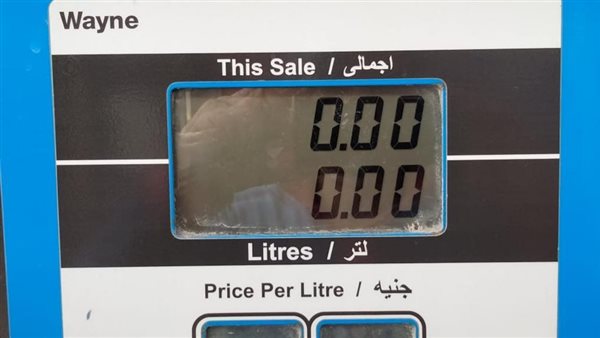 Wayne
This Sale / اجمالى
0.00
0.00
Litres / لتر
Price Per Litre / جنيه